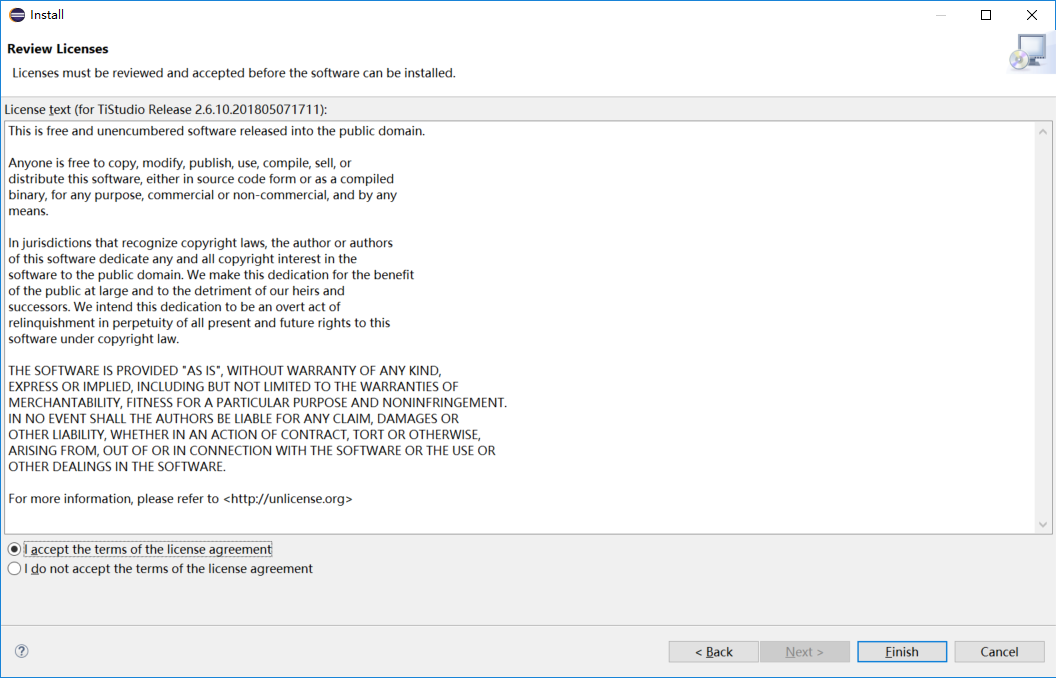 Install
Review Licenses
Licenses must be reviewed and accepted before the software can be installed.
License text (for TiStudio Release 2.6.10.201805071711):
This is free and unencumbered software released into the public domain.
Anyone is free to copy, modify, publish, use, compile, sell, or
distribute this software, either in source code form or as a compiled
binary, for any purpose, commercial or non-commercial, and by any
means.
In jurisdictions that recognize copyright laws, the author or authors
of this software dedicate any and all copyright interest in the
software to the public domain. We make this dedication for the benefit
of the public at large and to the detriment of our heirs and
successors. We intend this dedication to be an overt act of
relinquishment in perpetuity of all present and future rights to this
software under copyright law.
THE SOFTWARE IS PROVIDED "AS IS", WITHOUT WARRANTY OF ANY KIND,
EXPRESS OR IMPLIED, INCLUDING BUT NOT LIMITED TO THE WARRANTIES OF
MERCHANTABILITY, FITNESS FOR A PARTICULAR PURPOSE AND NONINFRINGEMENT.
IN NO EVENT SHALL THE AUTHORS BE LIABLE FOR ANY CLAIM, DAMAGES OR
OTHER LIABILITY, WHETHER IN AN ACTION OF CONTRACT, TORT OR OTHERWISE,
ARISING FROM, OUT OF OR IN CONNECTION WITH THE SOFTWARE OR THE USE OR
OTHER DEALINGS IN THE SOFTWARE.
For more information, please refer to <http://unlicense.org>
I accept the terms of the license agreement
I do not accept the terms of the license agreement
? < Back Next > Finish Cancel